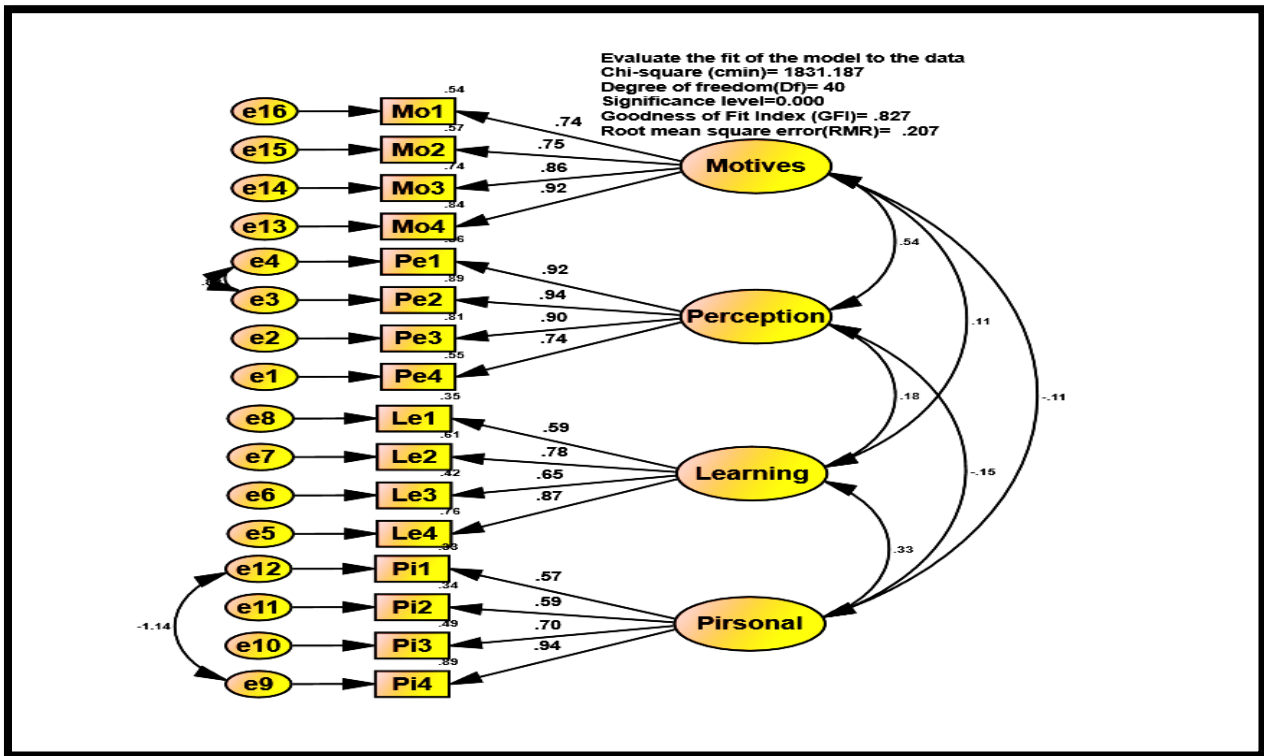 Evaluate the fit of the model to the data
Chi-square (cmin)= 1831.187
Degree of freedom(Df)= 40
Significance level=0.000
Goodness of Fit Index (GFI)= .827
Root mean square error(RMR)= .207
.54
e16 Mo1 .74
.57
e15 Mo2 .75
.74
e14 Mo3 .86
Motives
.84
e13 Mo4 .92
.54
e4 Pe1 .92
.89
e3 Pe2 .94
Perception
.81
e2 Pe3 .90
.11
.55
e1 Pe4 .74
.35
.18
-.11
e8 Le1 .59
.61
e7 Le2 .78
Learning
-.15
.42
e6 Le3 .65
.76
e5 Le4 .87
.33
e12 Pi1 .57
.34
e11 Pi2 .59
-1.14
Pirsonal
.49
e10 Pi3 .70
.89
e9 Pi4 .94